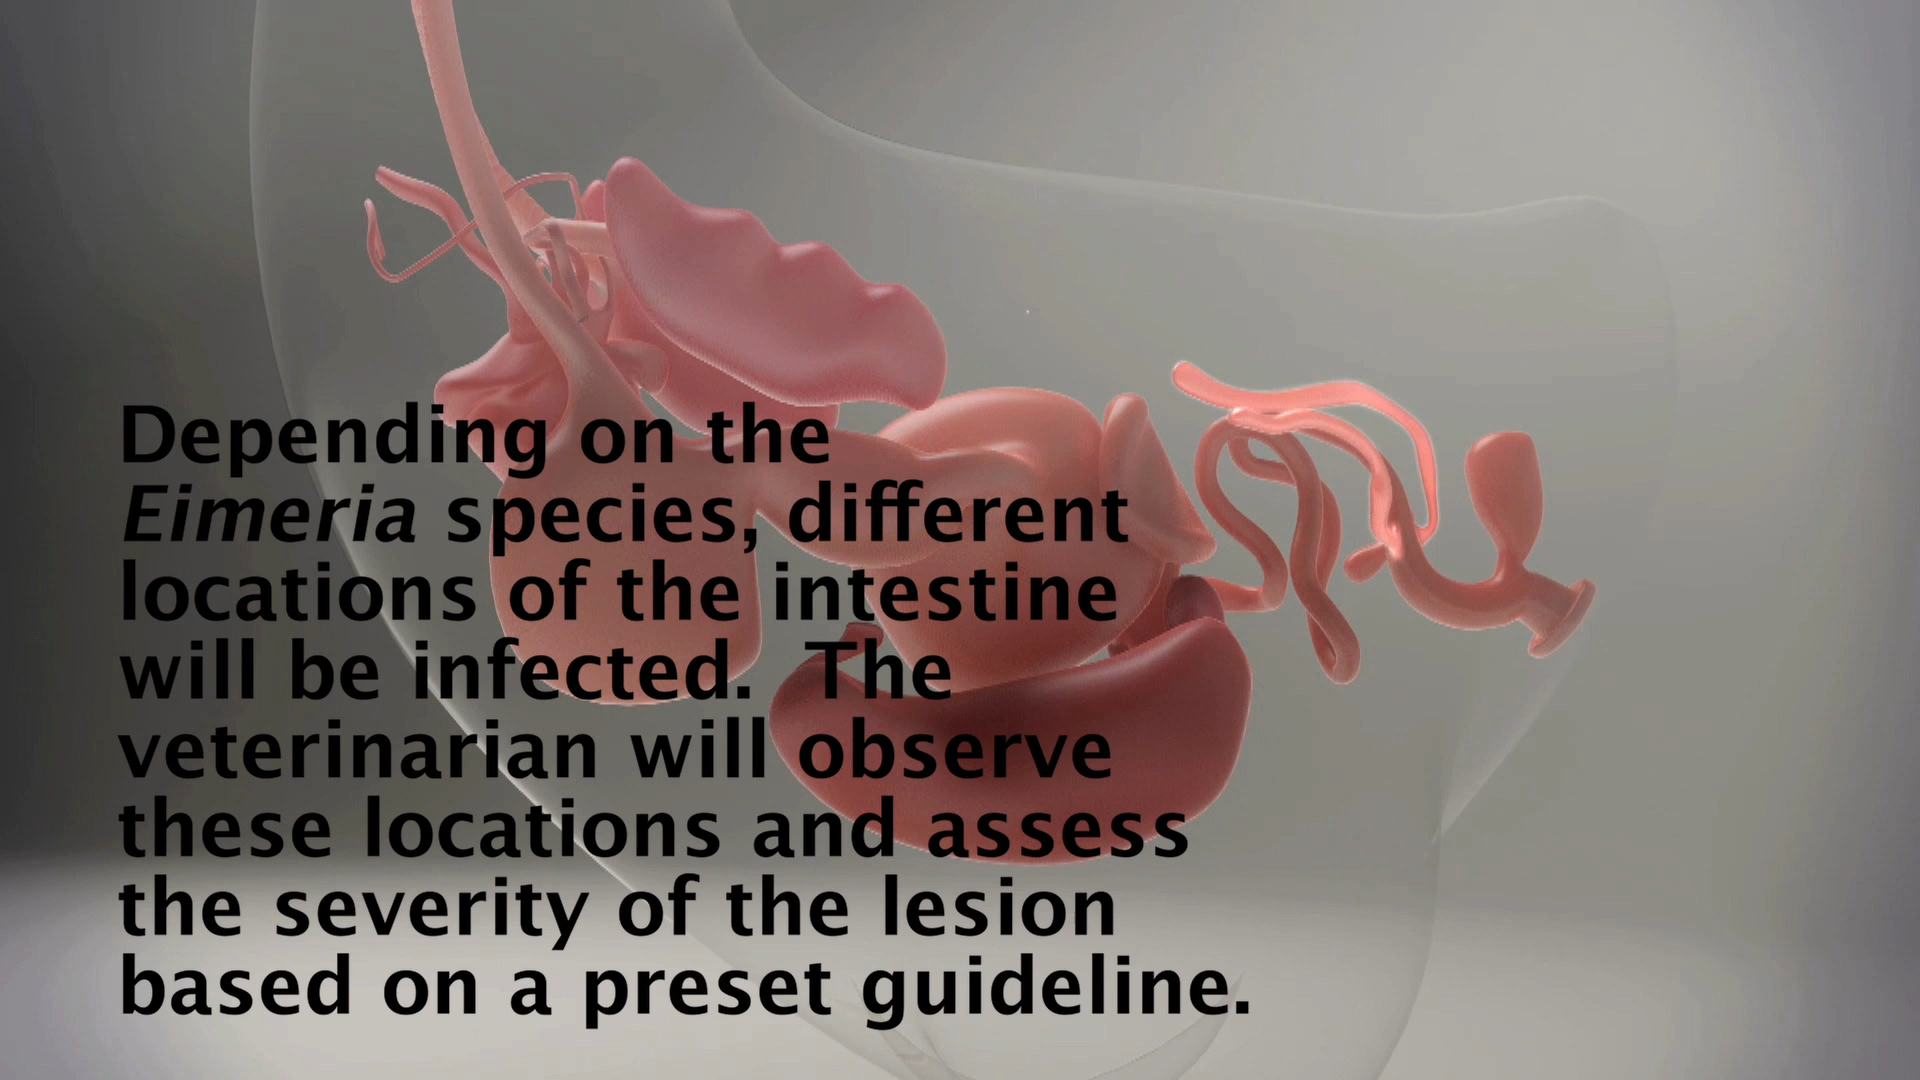 Depending on the
Eimeria species, different
locations of the intestine
will be infected.  The
veterinarian will observe
these locations and assess
the severity of the lesion
based on a preset guideline.